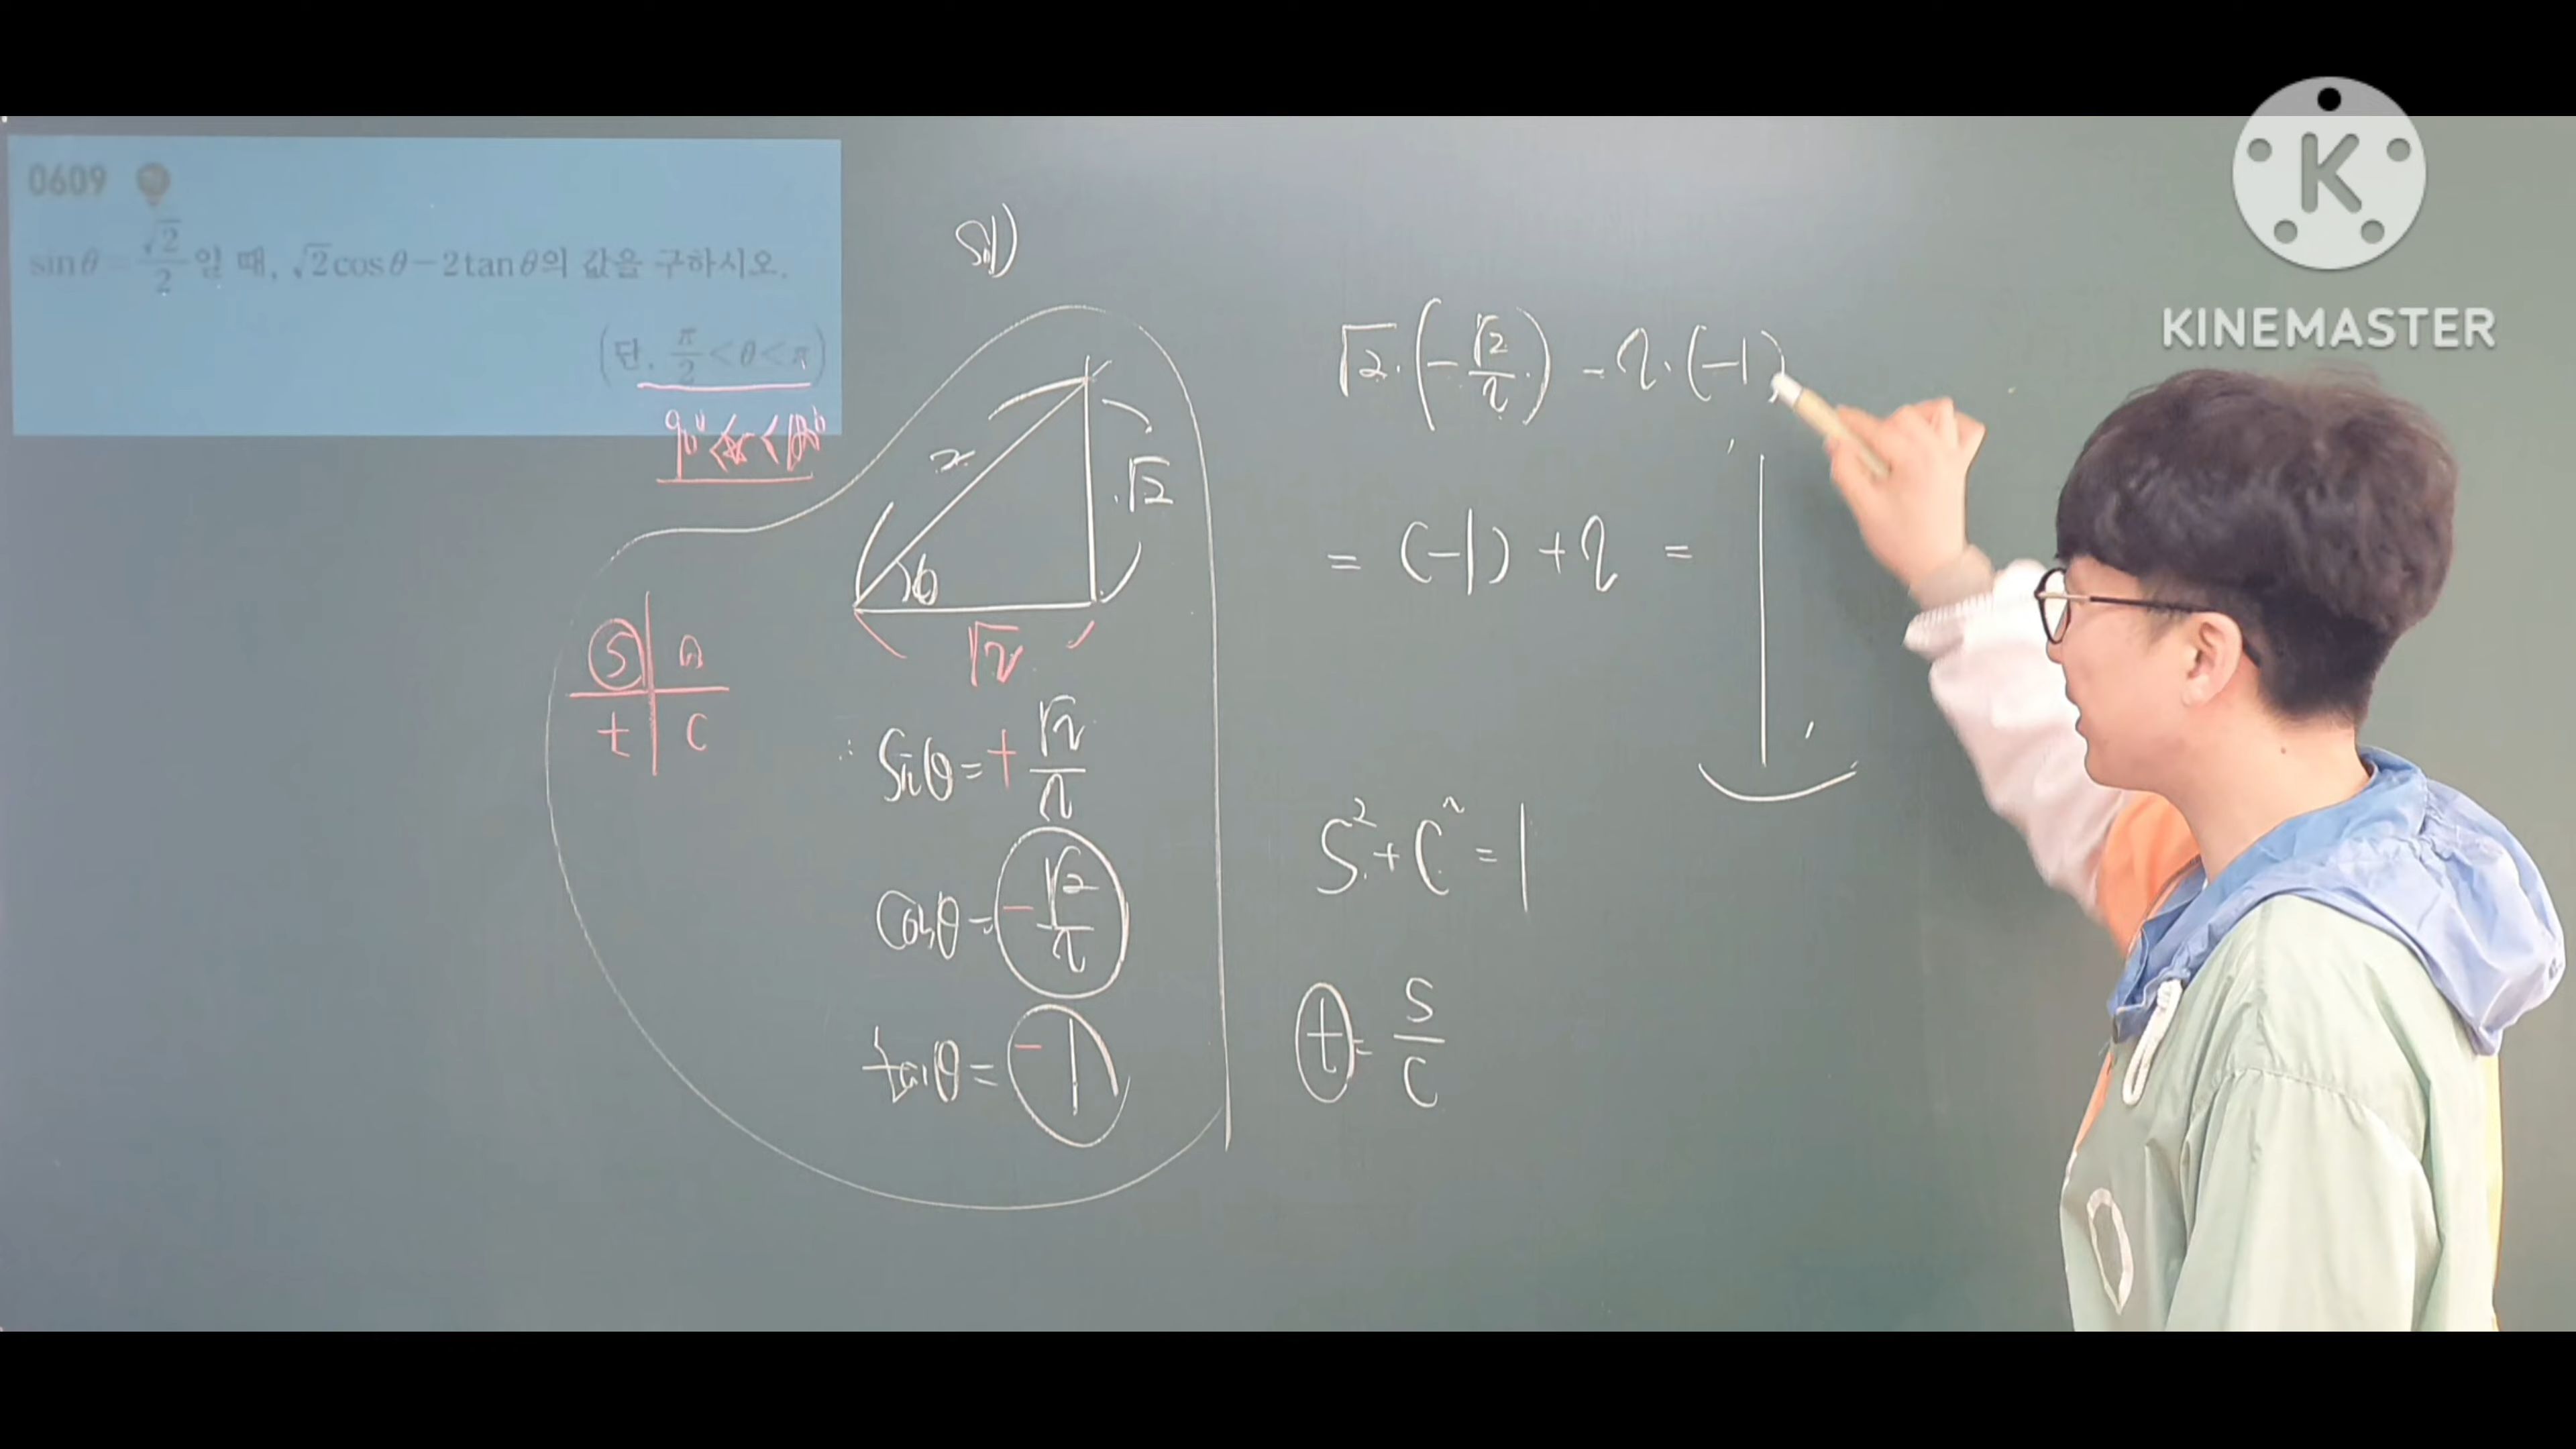 0609
sinθ=√2/2일 때, √2cosθ-2tanθ의 값을 구하시오.
(단, π/2<θ<π)
Sol)
2
√2
θ
√2
S A
t C
∴ Sinθ=+√2/2
Cosθ=-√2/2
tanθ=-1
√2·(-√2/2)-2·(-1)
=(-1)+2=1
S²+C²=1
t=S/C
K
KINEMASTER